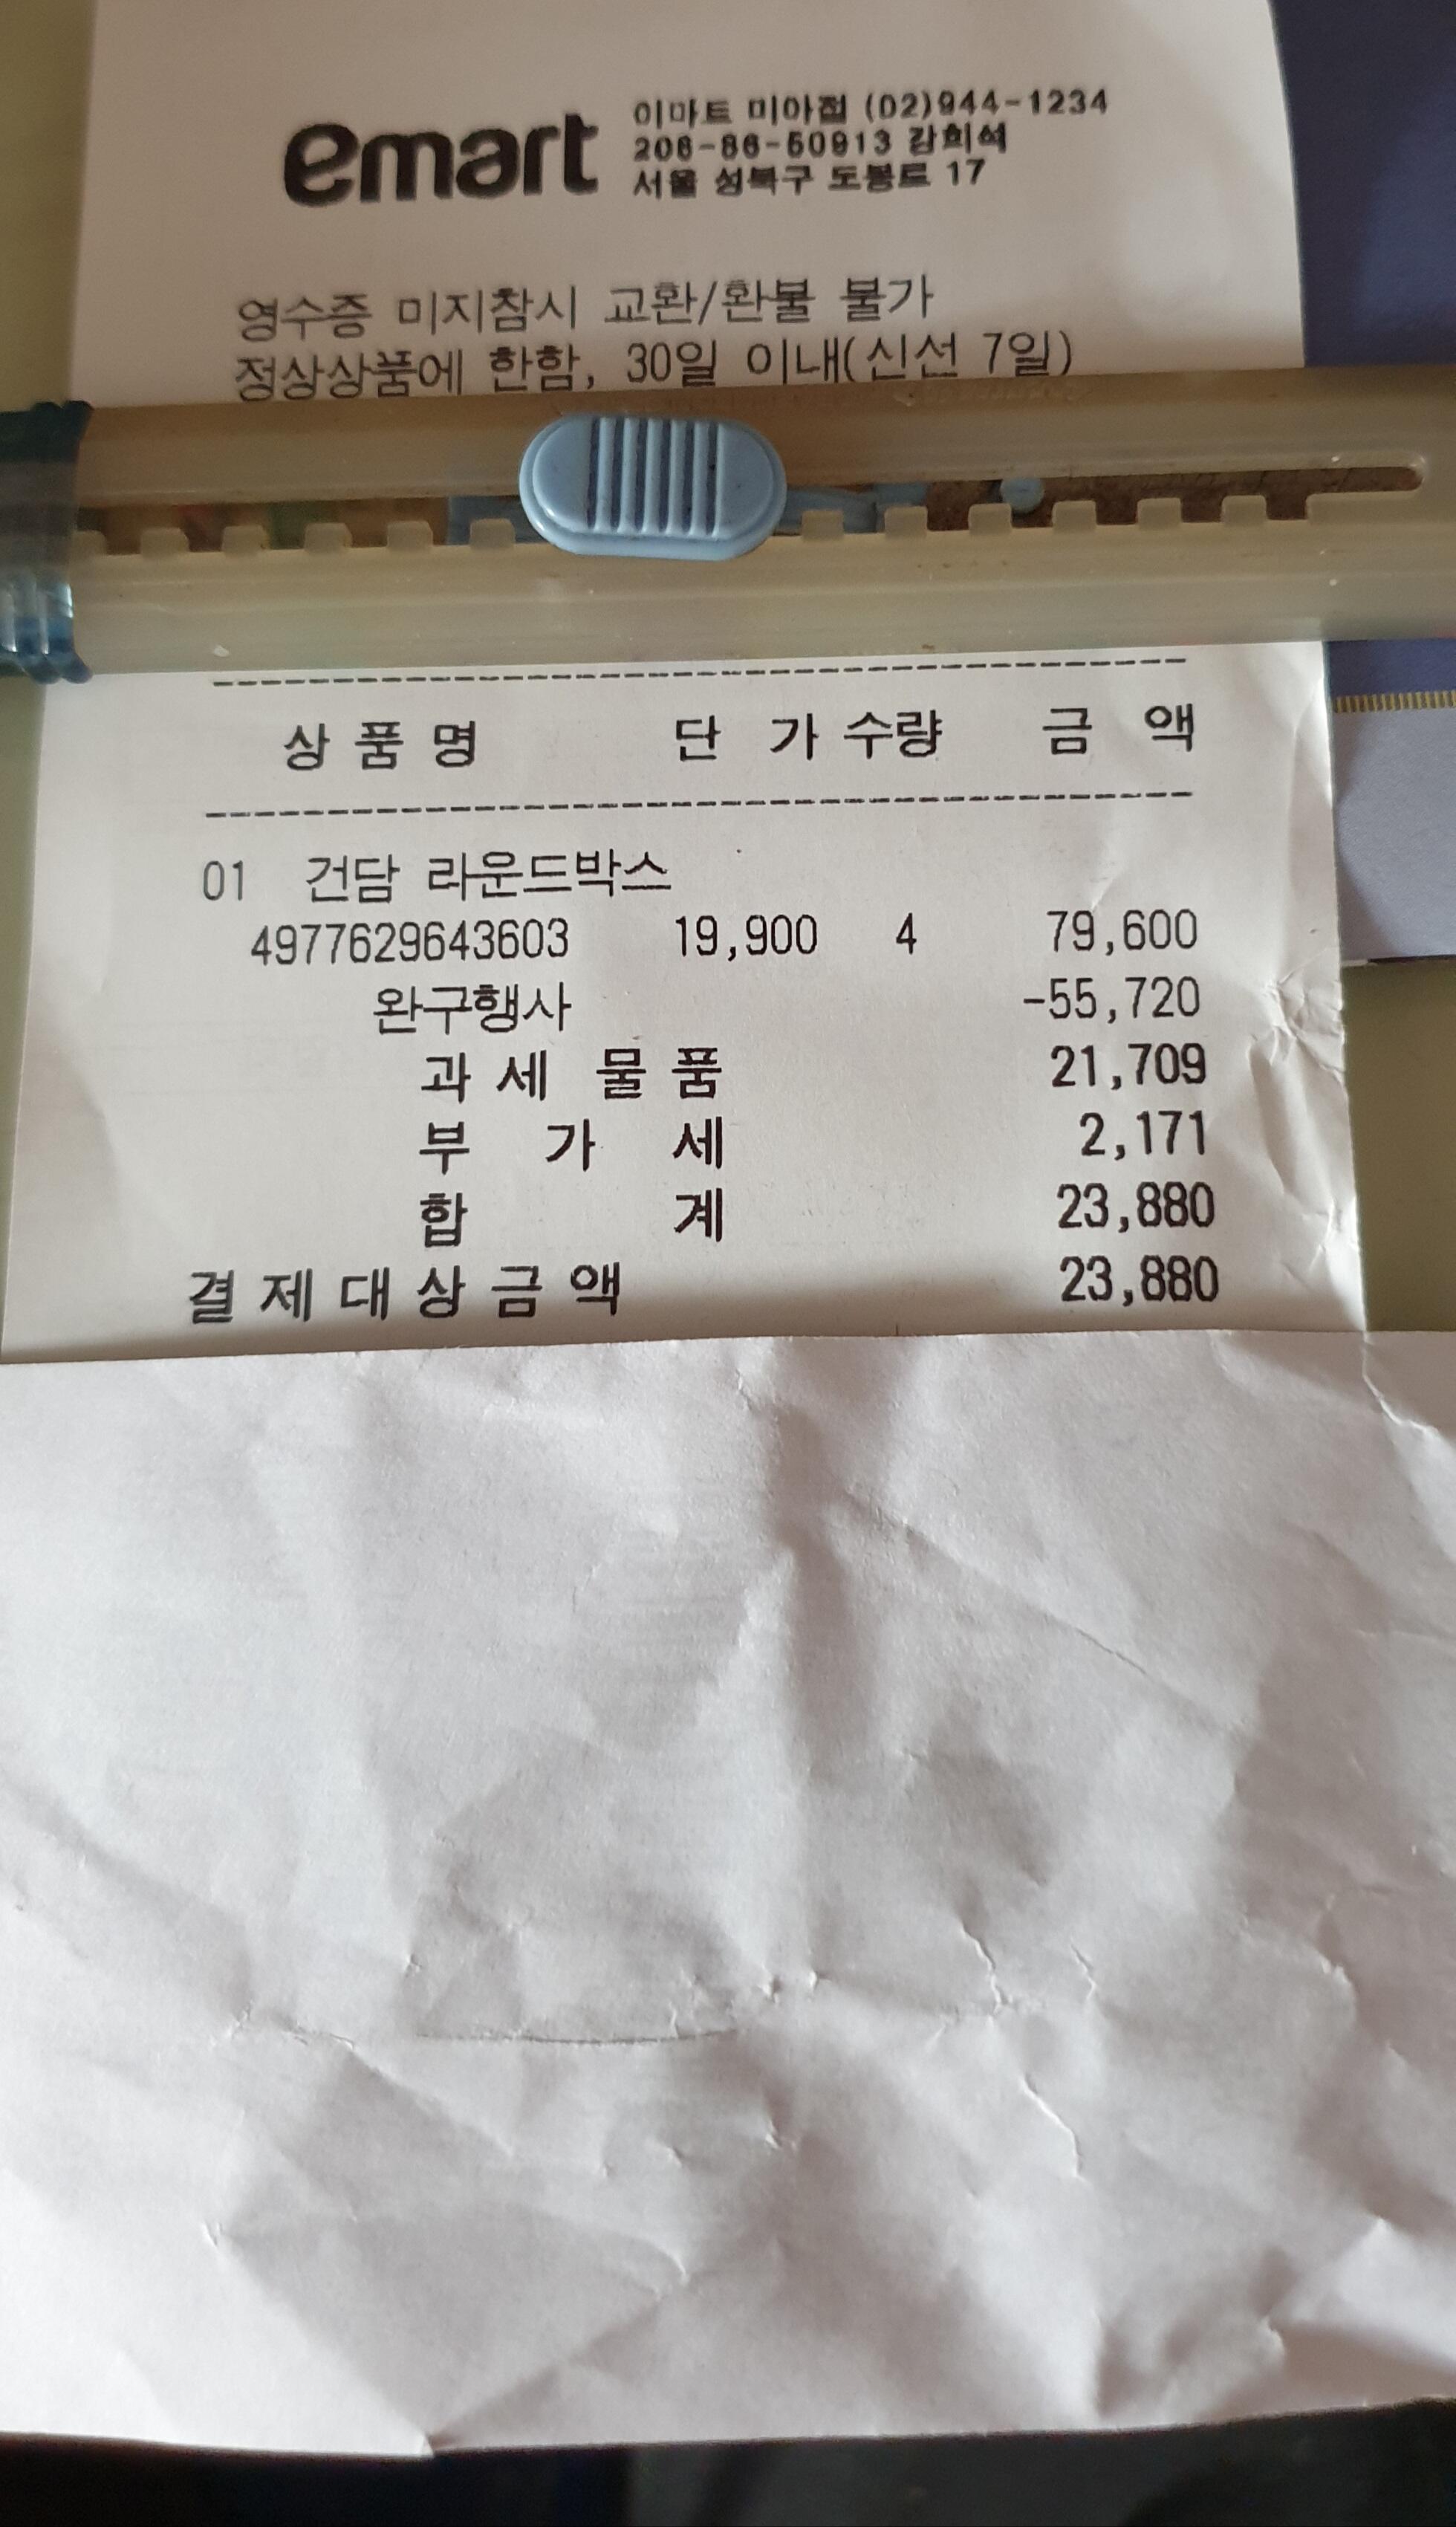 emart
이마트 미아점 (02)944-1234
206-86-50913 강희석
서울 성북구 도봉로 17
영수증 미지참시 교환/환불 불가
정상상품에 한함, 30일 이내(신선 7일)
상 품 명 단 가 수량 금 액
01 건담 라운드박스
4977629643603 19,900 4 79,600
완구행사 -55,720
과 세 물 품 21,709
부 가 세 2,171
합 계 23,880
결 제 대 상 금 액 23,880